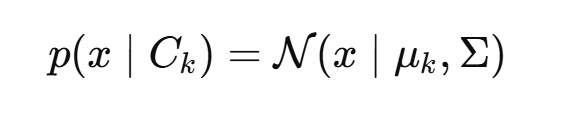 p(x | C_k) = 𝒩(x | μ_k, Σ)